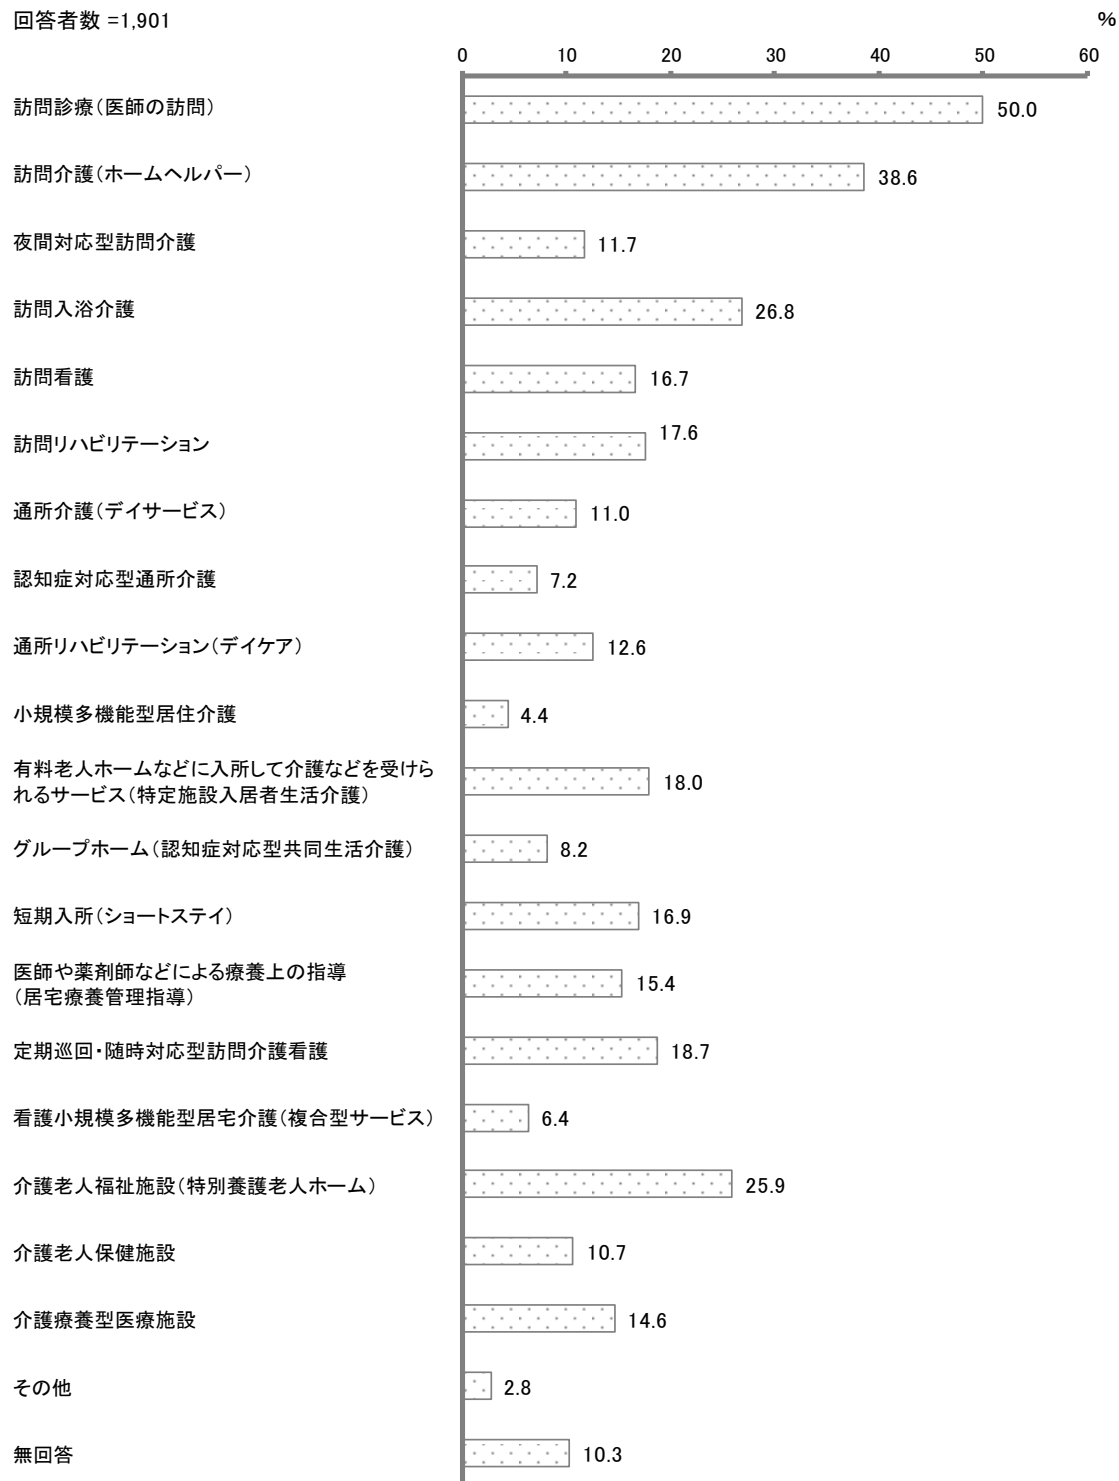 回答者数 =1,901
%
0 10 20 30 40 50 60
訪問診療(医師の訪問) 50.0
訪問介護(ホームヘルパー) 38.6
夜間対応型訪問介護 11.7
訪問入浴介護 26.8
訪問看護 16.7
訪問リハビリテーション 17.6
通所介護(デイサービス) 11.0
認知症対応型通所介護 7.2
通所リハビリテーション(デイケア) 12.6
小規模多機能型居住介護 4.4
有料老人ホームなどに入所して介護などを受けら
れるサービス(特定施設入居者生活介護) 18.0
グループホーム(認知症対応型共同生活介護) 8.2
短期入所(ショートステイ) 16.9
医師や薬剤師などによる療養上の指導
(居宅療養管理指導) 15.4
定期巡回・随時対応型訪問介護看護 18.7
看護小規模多機能型居宅介護(複合型サービス) 6.4
介護老人福祉施設(特別養護老人ホーム) 25.9
介護老人保健施設 10.7
介護療養型医療施設 14.6
その他 2.8
無回答 10.3